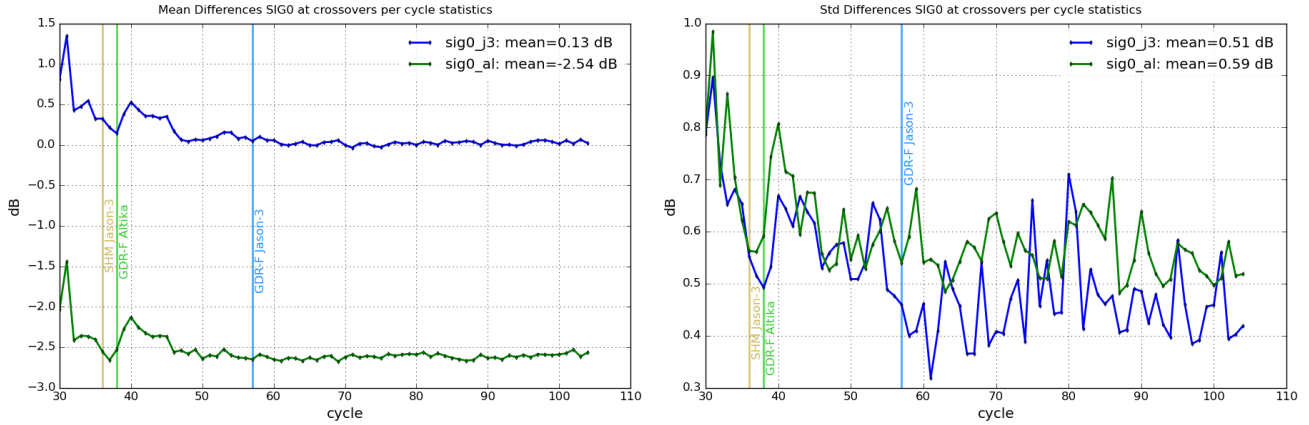 Mean Differences SIG0 at crossovers per cycle statistics
1.5
1.0
0.5
0.0
−0.5
−1.0
−1.5
−2.0
−2.5
−3.0
dB
30 40 50 60 70 80 90 100 110
cycle
sig0_j3: mean=0.13 dB
sig0_al: mean=-2.54 dB
SHM Jason-3
GDR-F Altika
GDR-F Jason-3
Std Differences SIG0 at crossovers per cycle statistics
1.0
0.9
0.8
0.7
0.6
0.5
0.4
0.3
dB
30 40 50 60 70 80 90 100 110
cycle
sig0_j3: mean=0.51 dB
sig0_al: mean=0.59 dB
SHM Jason-3
GDR-F Altika
GDR-F Jason-3